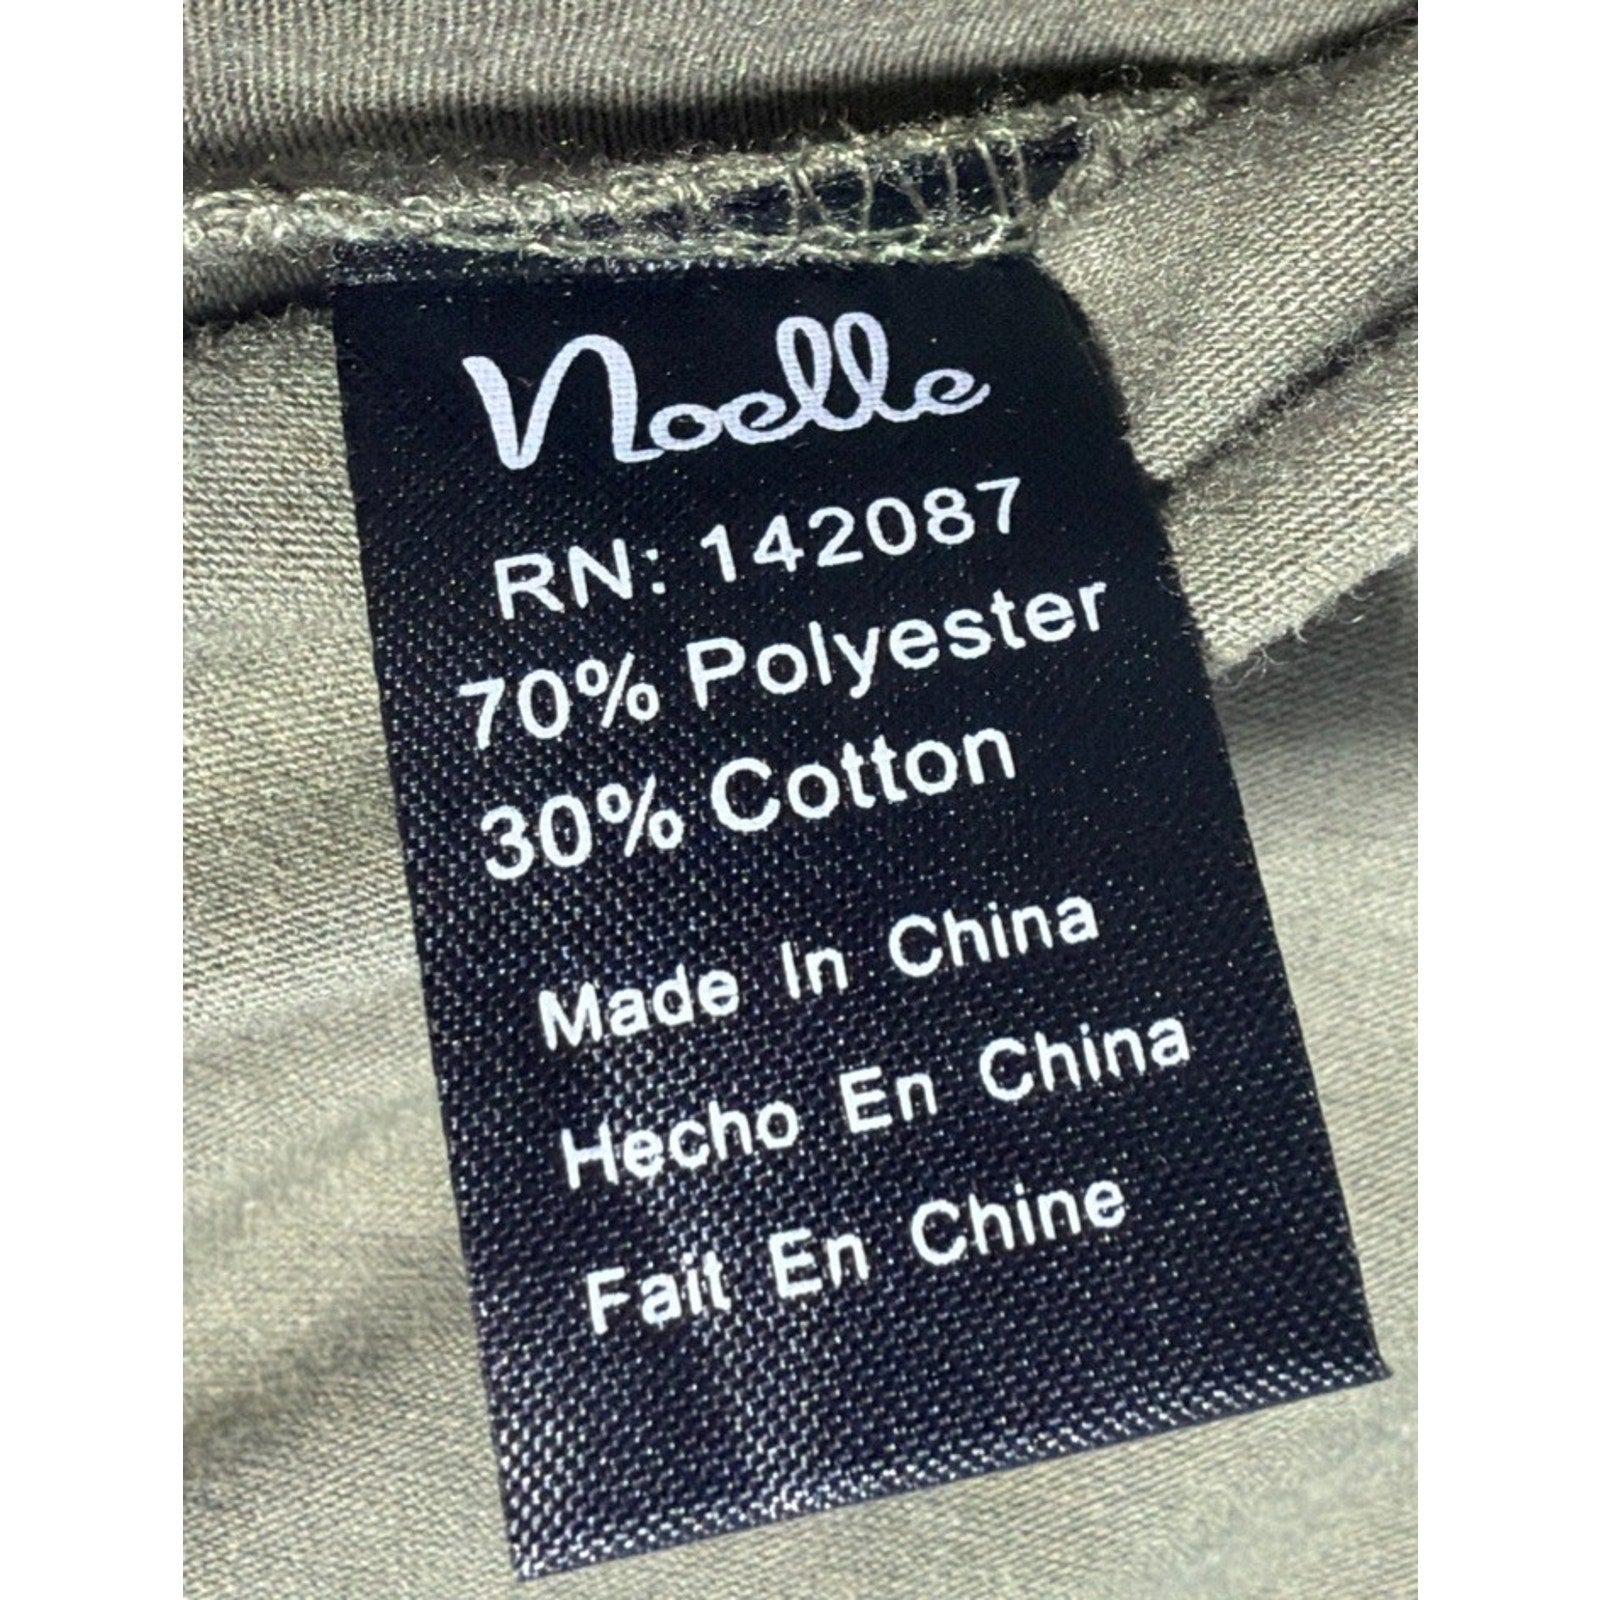 Noelle
RN: 142087
70% Polyester
30% Cotton
Made In China
Hecho En China
Fait En Chine